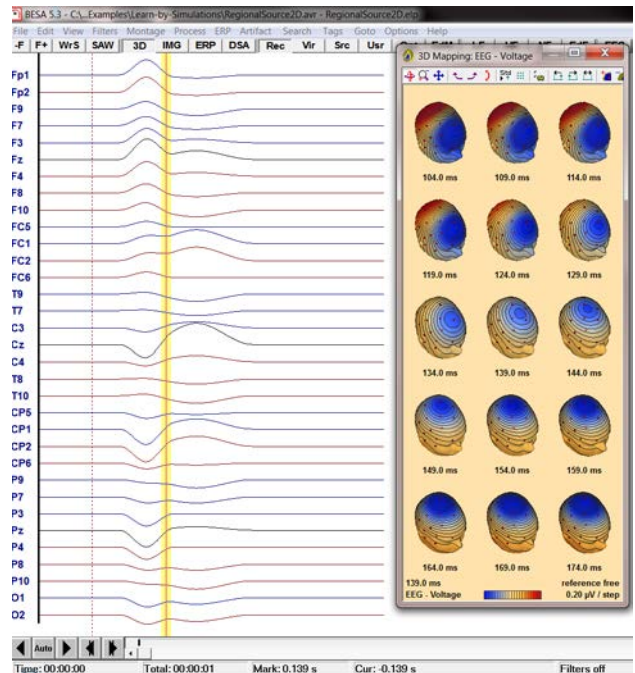 BESA 5.3 - C:\...Examples\Learn-by-Simulations\RegionalSource2D.avr - RegionalSource2D.elp
File Edit View Filters Montage Process ERP Artifact Search Tags Goto Options Help
-F F+ WrS SAW 3D IMG ERP DSA Rec Vir Src Usr
3D Mapping: EEG - Voltage
Std
Fp1
Fp2
F9
F7
F3
Fz
F4
F8
F10
FC5
FC1
FC2
FC6
T9
T7
C3
Cz
C4
T8
T10
CP5
CP1
CP2
CP6
P9
P7
P3
Pz
P4
P8
P10
O1
O2
104.0 ms 109.0 ms 114.0 ms
119.0 ms 124.0 ms 129.0 ms
134.0 ms 139.0 ms 144.0 ms
149.0 ms 154.0 ms 159.0 ms
164.0 ms 169.0 ms 174.0 ms
139.0 ms reference free
EEG - Voltage 0.20 µV / step
Auto
Time: 00:00:00 Total: 00:00:01 Mark: 0.139 s Cur: -0.139 s Filters off